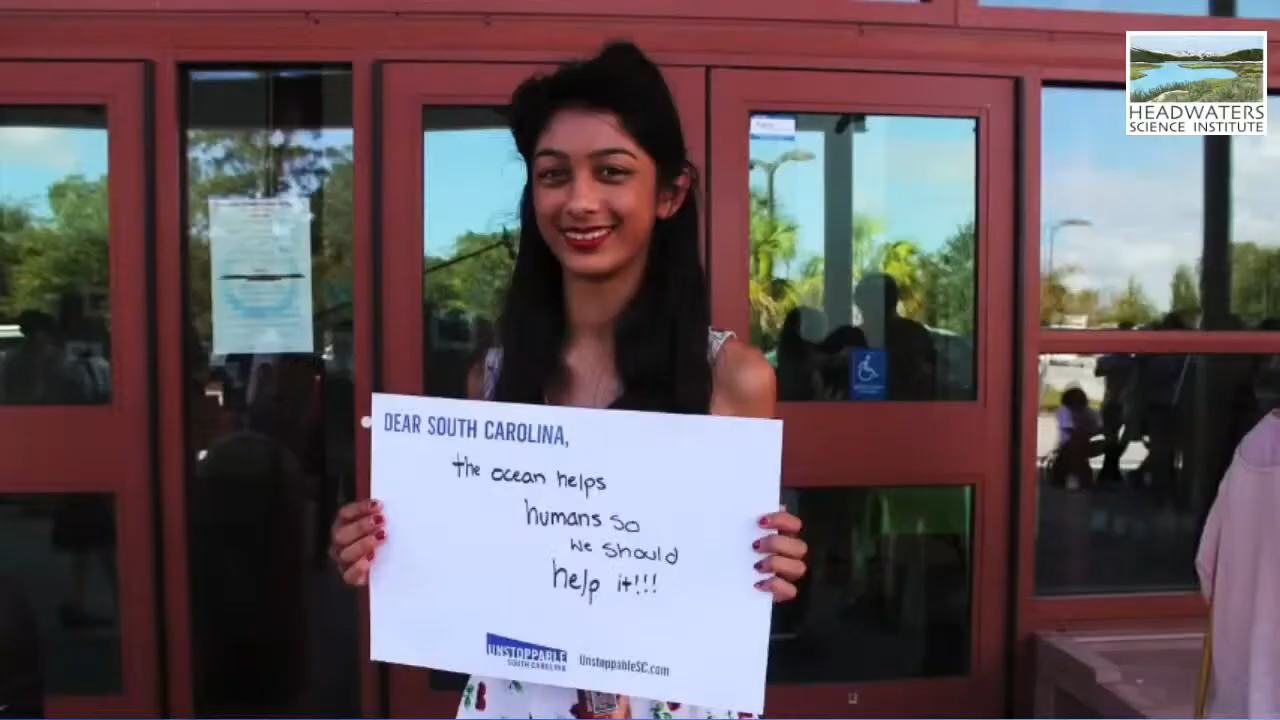 HEADWATERS
SCIENCE INSTITUTE
DEAR SOUTH CAROLINA,
the ocean helps
humans so
we should
help it!!!
UNSTOPPABLE
SOUTH CAROLINA
UnstoppableSC.com